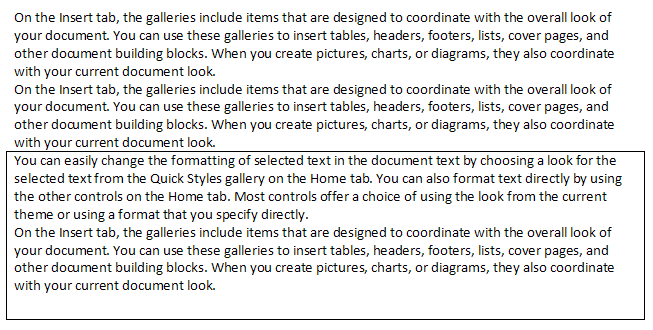 On the Insert tab, the galleries include items that are designed to coordinate with the overall look of
your document. You can use these galleries to insert tables, headers, footers, lists, cover pages, and
other document building blocks. When you create pictures, charts, or diagrams, they also coordinate
with your current document look.
On the Insert tab, the galleries include items that are designed to coordinate with the overall look of
your document. You can use these galleries to insert tables, headers, footers, lists, cover pages, and
other document building blocks. When you create pictures, charts, or diagrams, they also coordinate
with your current document look.
You can easily change the formatting of selected text in the document text by choosing a look for the
selected text from the Quick Styles gallery on the Home tab. You can also format text directly by using
the other controls on the Home tab. Most controls offer a choice of using the look from the current
theme or using a format that you specify directly.
On the Insert tab, the galleries include items that are designed to coordinate with the overall look of
your document. You can use these galleries to insert tables, headers, footers, lists, cover pages, and
other document building blocks. When you create pictures, charts, or diagrams, they also coordinate
with your current document look.